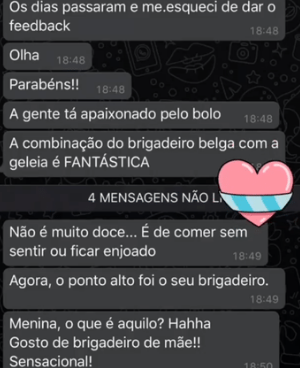 Os dias passaram e me.esqueci de dar o
feedback
18:48
Olha 18:48
Parabéns!! 18:48
A gente tá apaixonado pelo bolo 18:48
A combinação do brigadeiro belga com a
geleia é FANTÁSTICA
4 MENSAGENS NÃO
Não é muito doce... É de comer sem
sentir ou ficar enjoado 18:49
Agora, o ponto alto foi o seu brigadeiro.
18:49
Menina, o que é aquilo? Hahha
Gosto de brigadeiro de mãe!!
Sensacional! 18:50